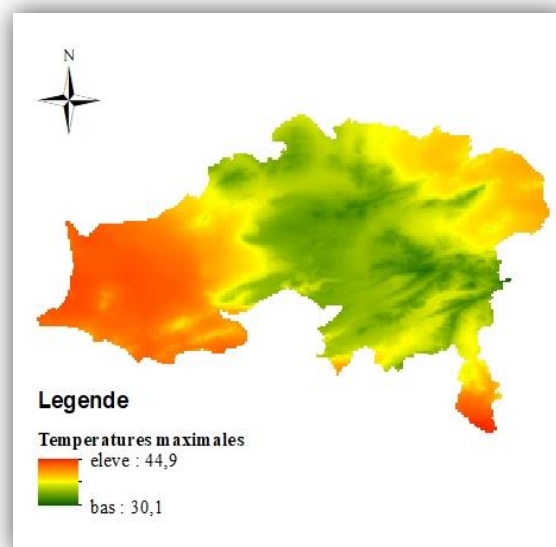 N
Legende
Temperatures maximales
eleve : 44,9
bas : 30,1